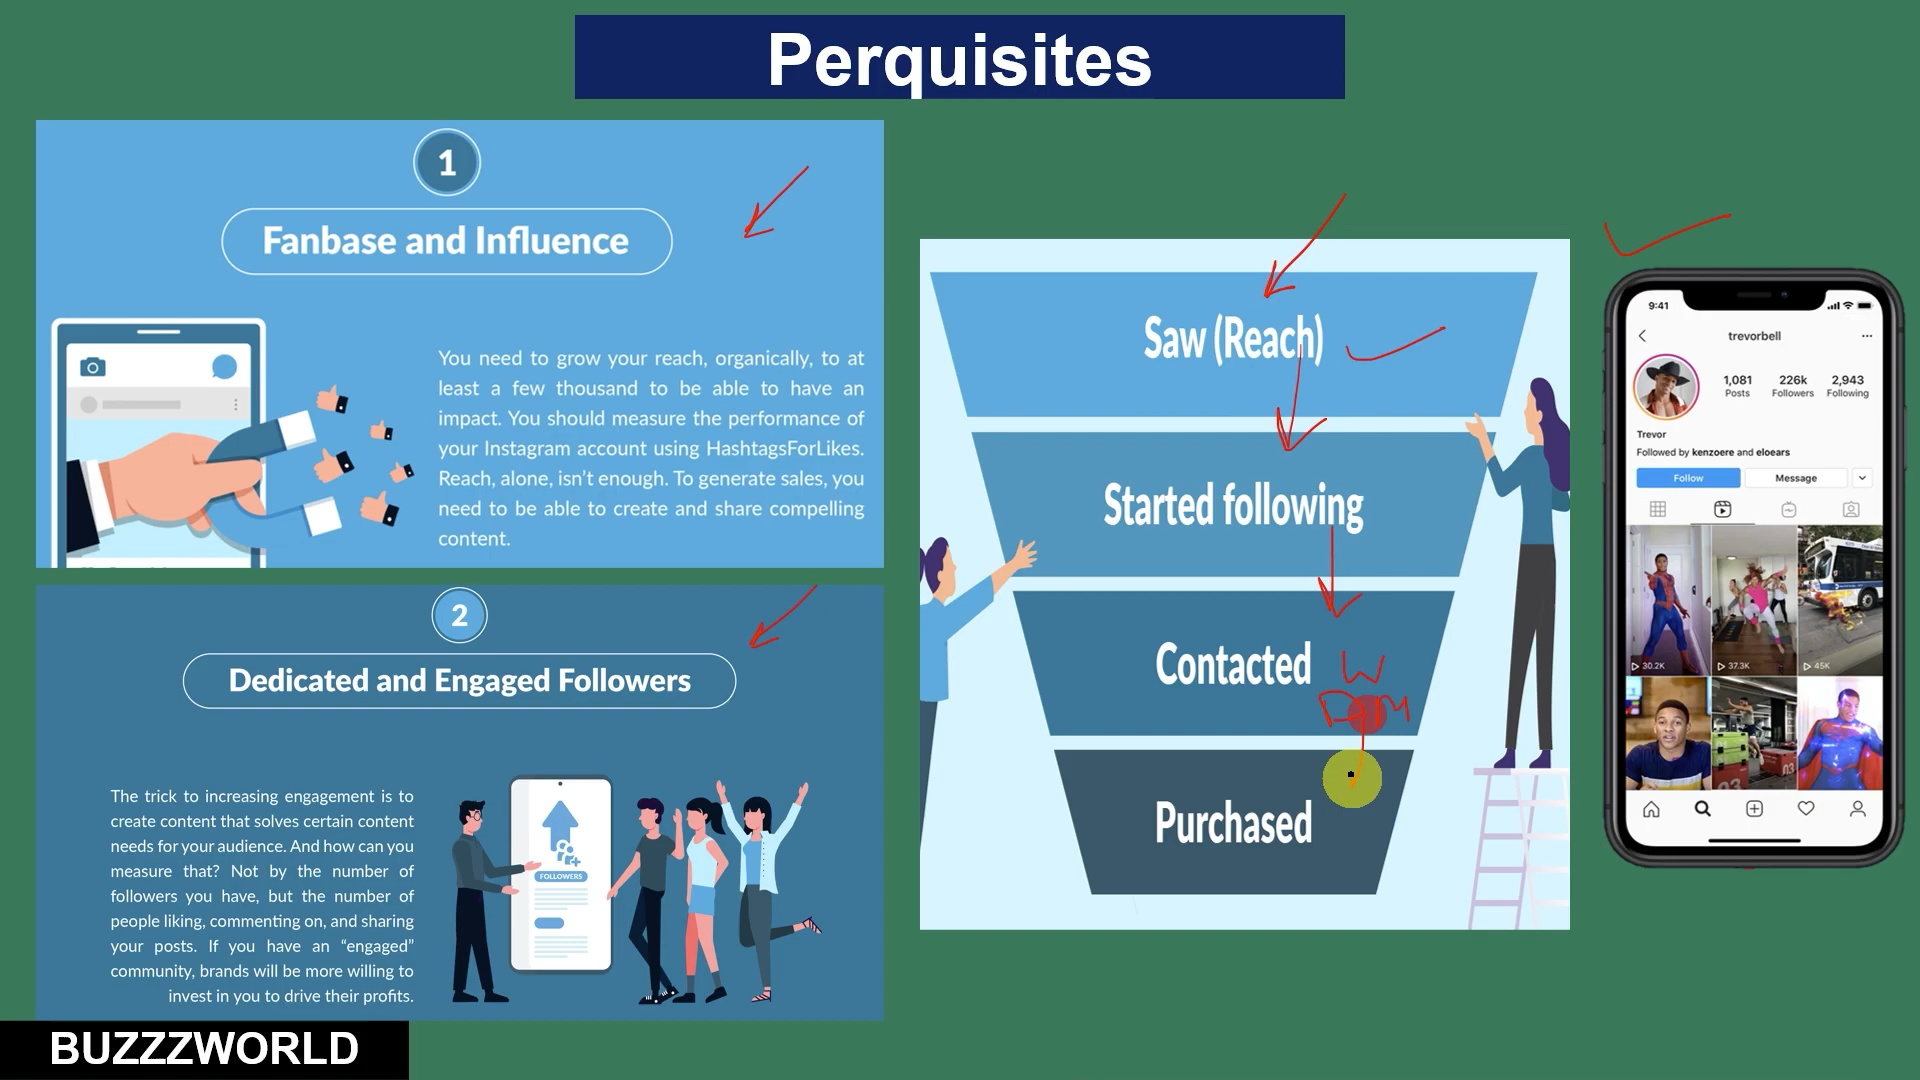 Perquisites
1
Fanbase and Influence
You need to grow your reach, organically, to at
least a few thousand to be able to have an
impact. You should measure the performance of
your Instagram account using HashtagsForLikes.
Reach, alone, isn't enough. To generate sales, you
need to be able to create and share compelling
content.
2
Dedicated and Engaged Followers
The trick to increasing engagement is to
create content that solves certain content
needs for your audience. And how can you
measure that? Not by the number of
followers you have, but the number of
people liking, commenting on, and sharing
your posts. If you have an “engaged”
community, brands will be more willing to
invest in you to drive their profits.
FOLLOWERS
BUZZZWORLD
Saw (Reach)
Started following
Contacted
W
DM
Purchased
9:41
trevorbell
1,081 226k 2,943
Posts Followers Following
Trevor
Followed by kenzoere and eloears
Follow Message
30.2K 37.3K 45K